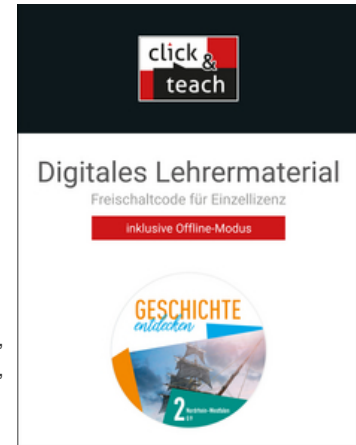 click &
teach
Digitales Lehrermaterial
Freischaltcode für Einzellizenz
inklusive Offline-Modus
GESCHICHTE
entdecken
2 Nordrhein-Westfalen
,
,